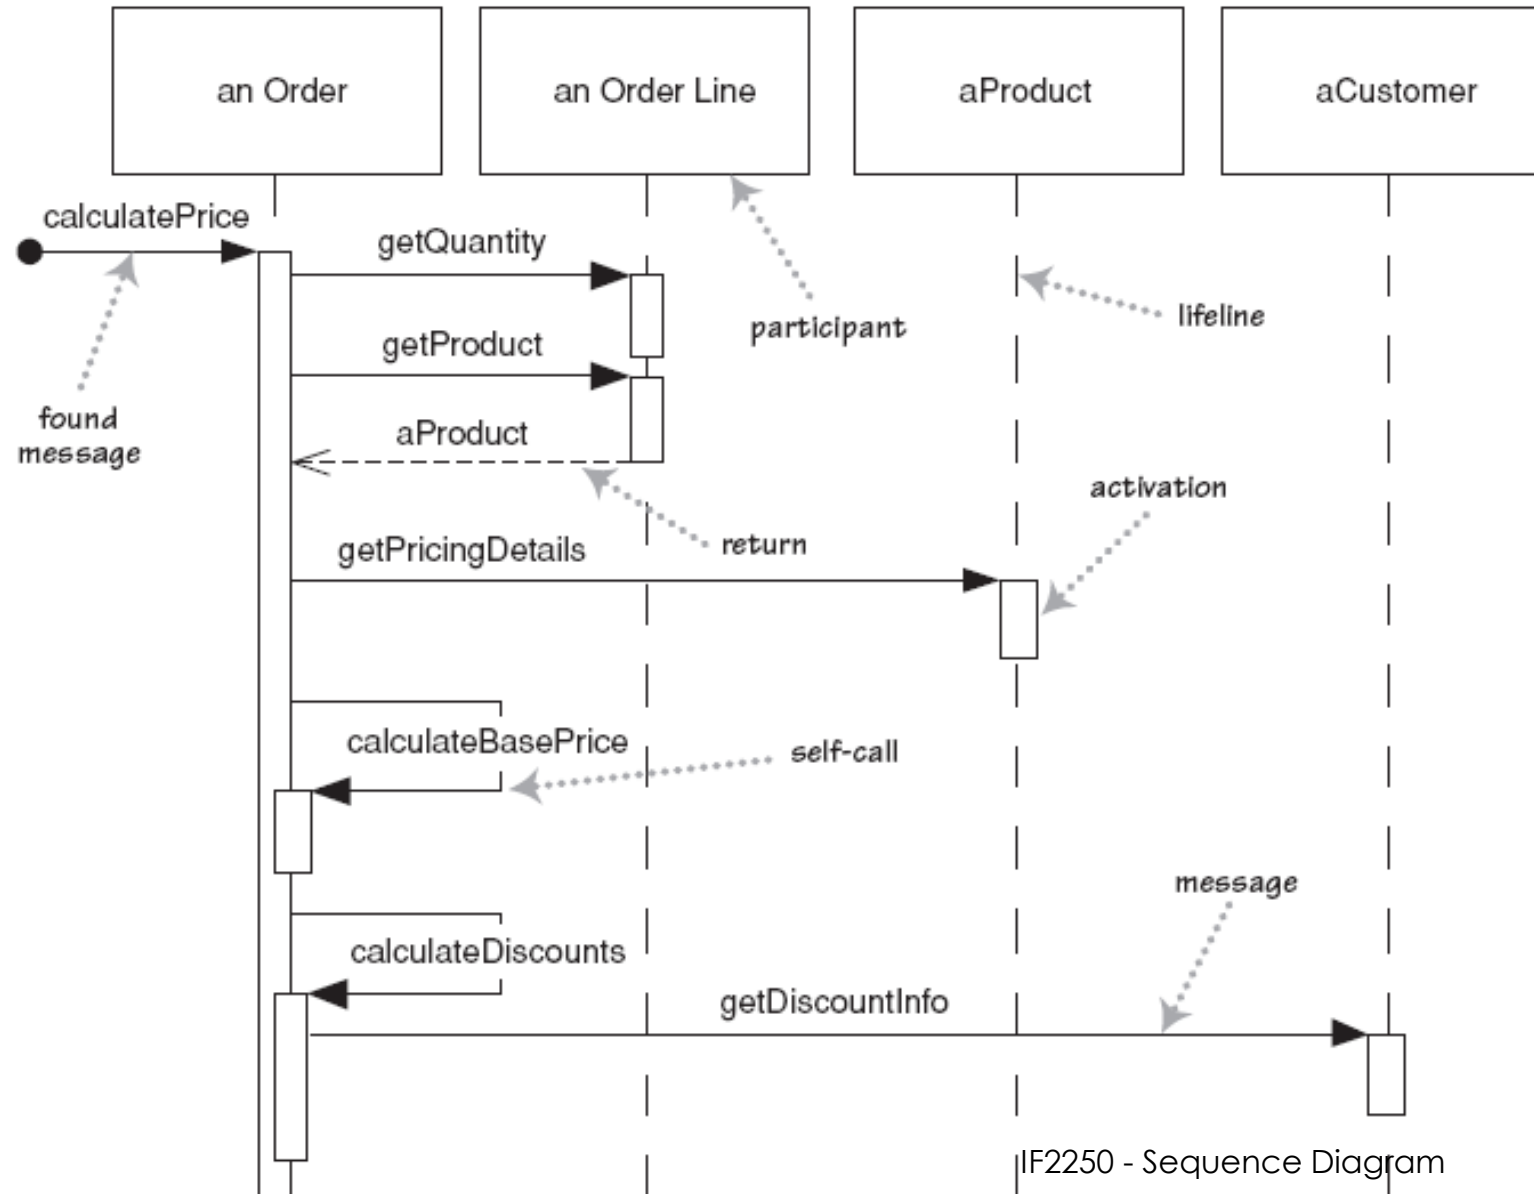 an Order
an Order Line
aProduct
aCustomer
calculatePrice
getQuantity
participant
lifeline
getProduct
found
message
aProduct
activation
return
getPricingDetails
calculateBasePrice
self-call
message
calculateDiscounts
getDiscountInfo
IF2250 - Sequence Diagram